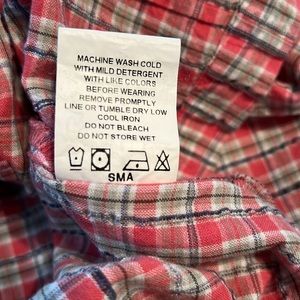 MACHINE WASH COLD
WITH MILD DETERGENT
WITH LIKE COLORS
BEFORE WEARING
REMOVE PROMPTLY
LINE OR TUMBLE DRY LOW
COOL IRON
DO NOT BLEACH
DO NOT STORE WET
SMA